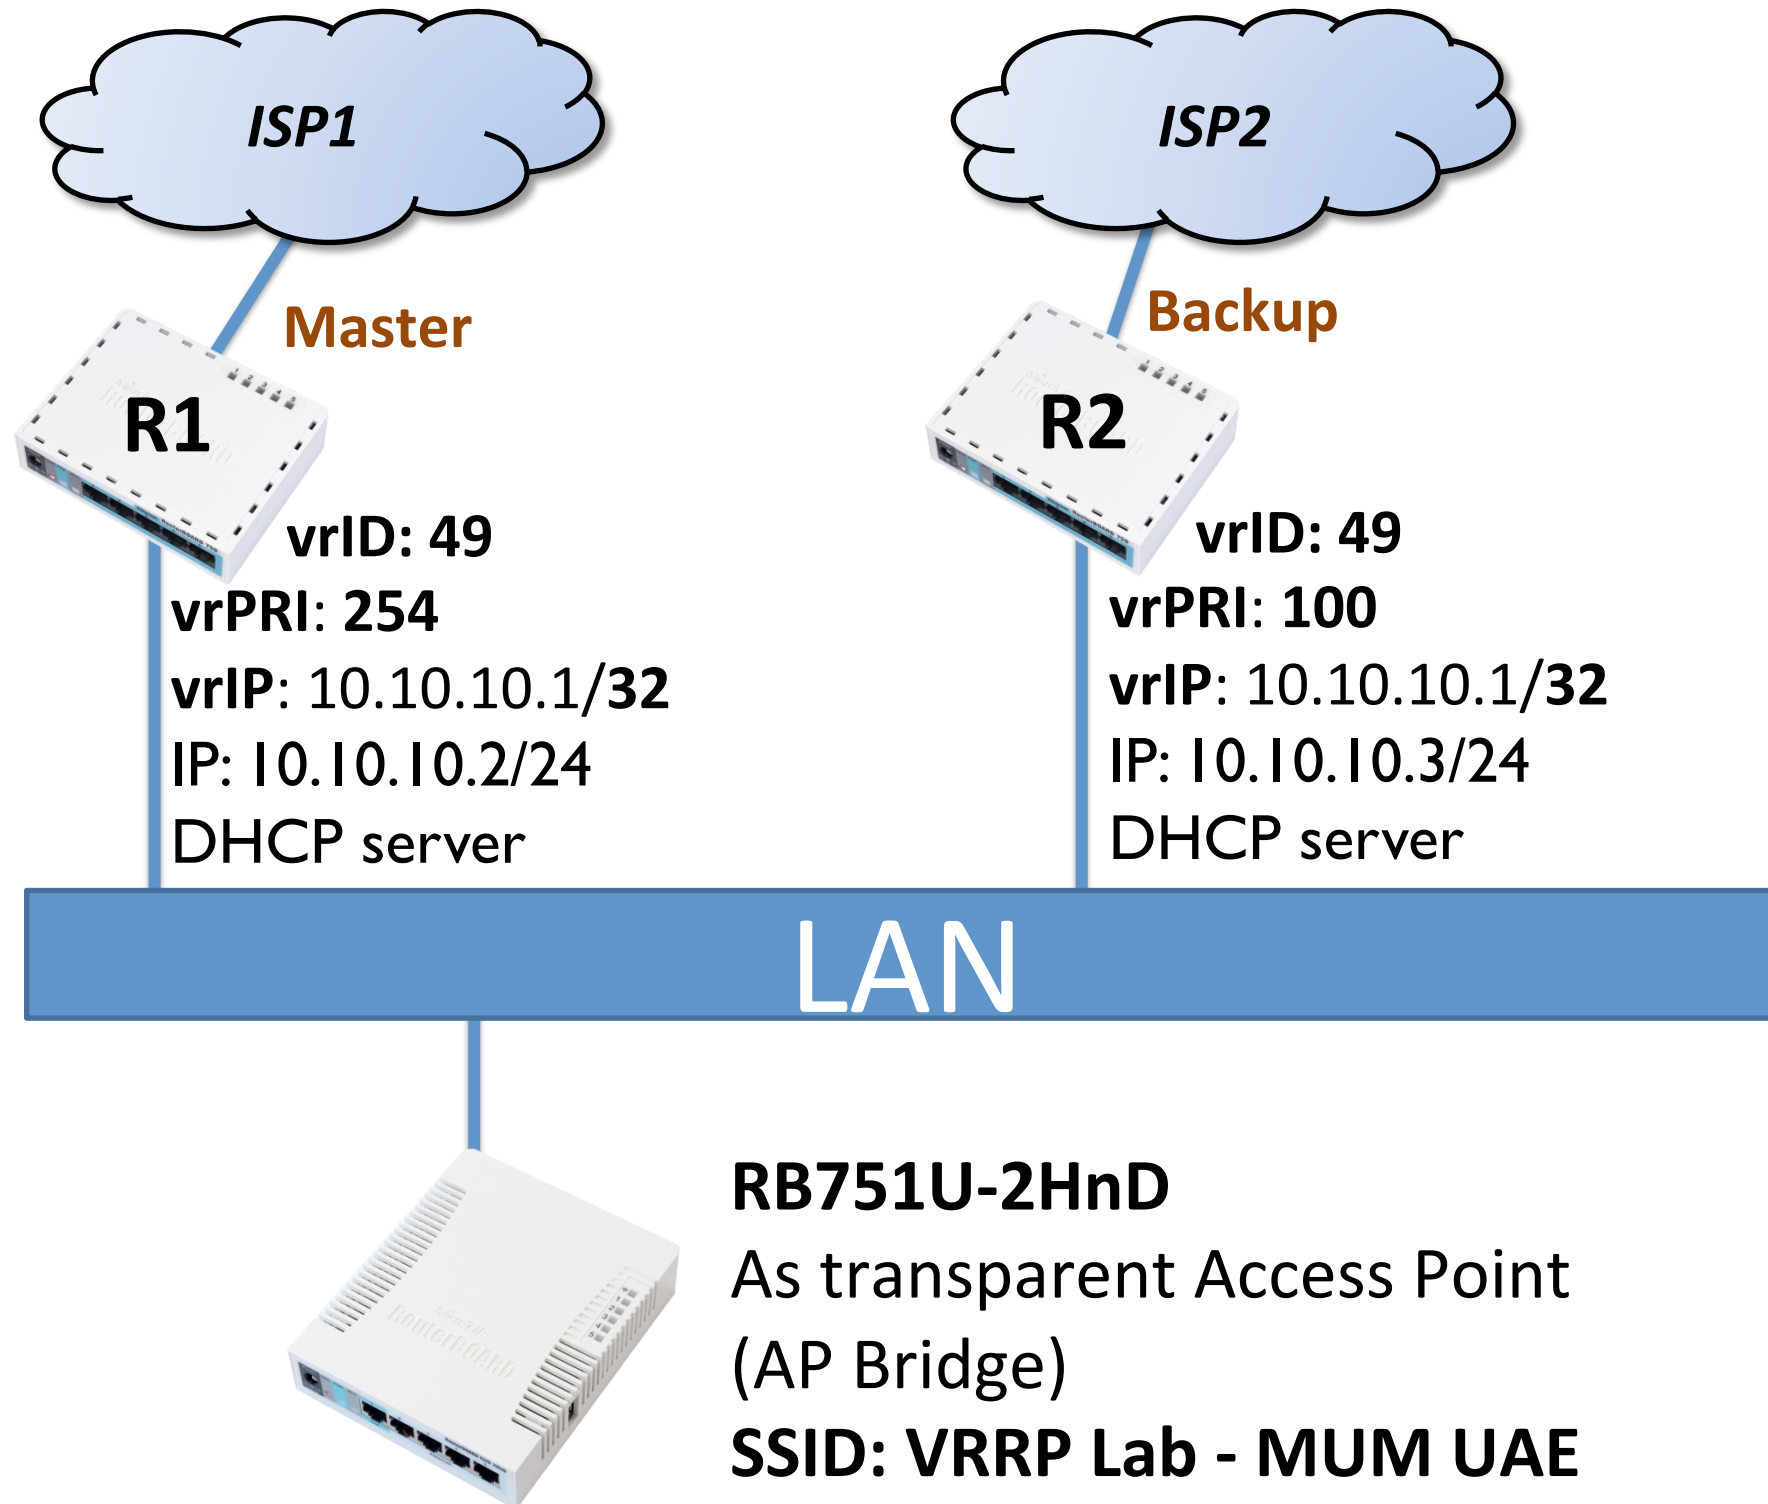 ISP1
ISP2
Master
Backup
R1
R2
vrID: 49
vrPRI: 254
vrIP: 10.10.10.1/32
IP: 10.10.10.2/24
DHCP server
vrID: 49
vrPRI: 100
vrIP: 10.10.10.1/32
IP: 10.10.10.3/24
DHCP server
LAN
RouterBOARD
RB751U-2HnD
As transparent Access Point
(AP Bridge)
SSID: VRRP Lab - MUM UAE